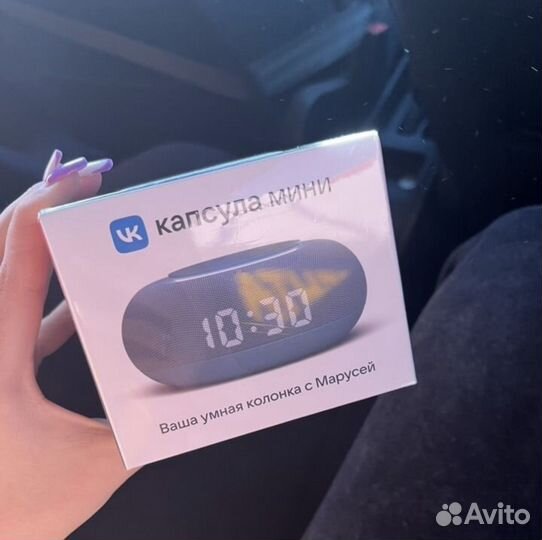 VK капсула мини
10:30
Ваша умная колонка с Марусей
Avito